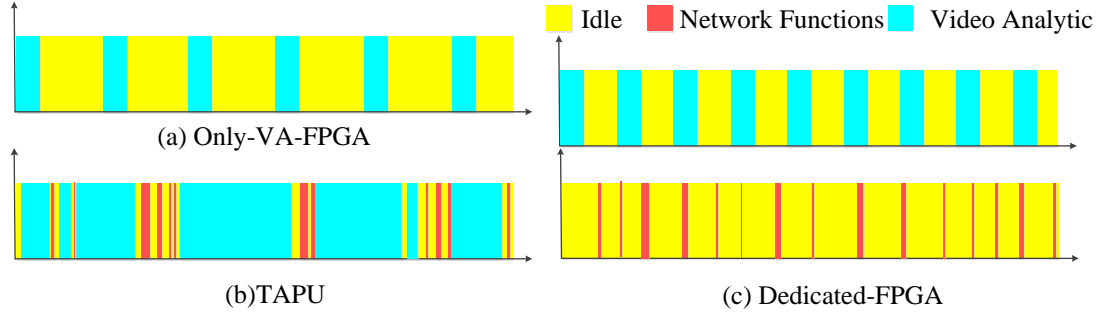 Idle Network Functions Video Analytic
(a) Only-VA-FPGA
(b)TAPU
(c) Dedicated-FPGA